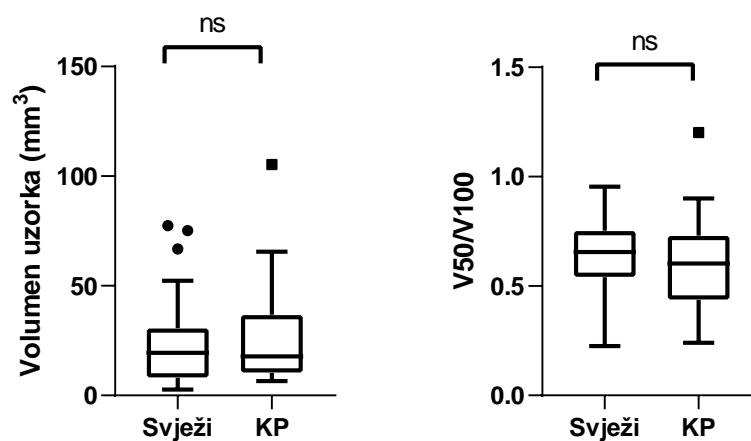 ns
Volumen uzorka (mm³)
150
100
50
0
Svježi KP
ns
V50/V100
1.5
1.0
0.5
0.0
Svježi KP